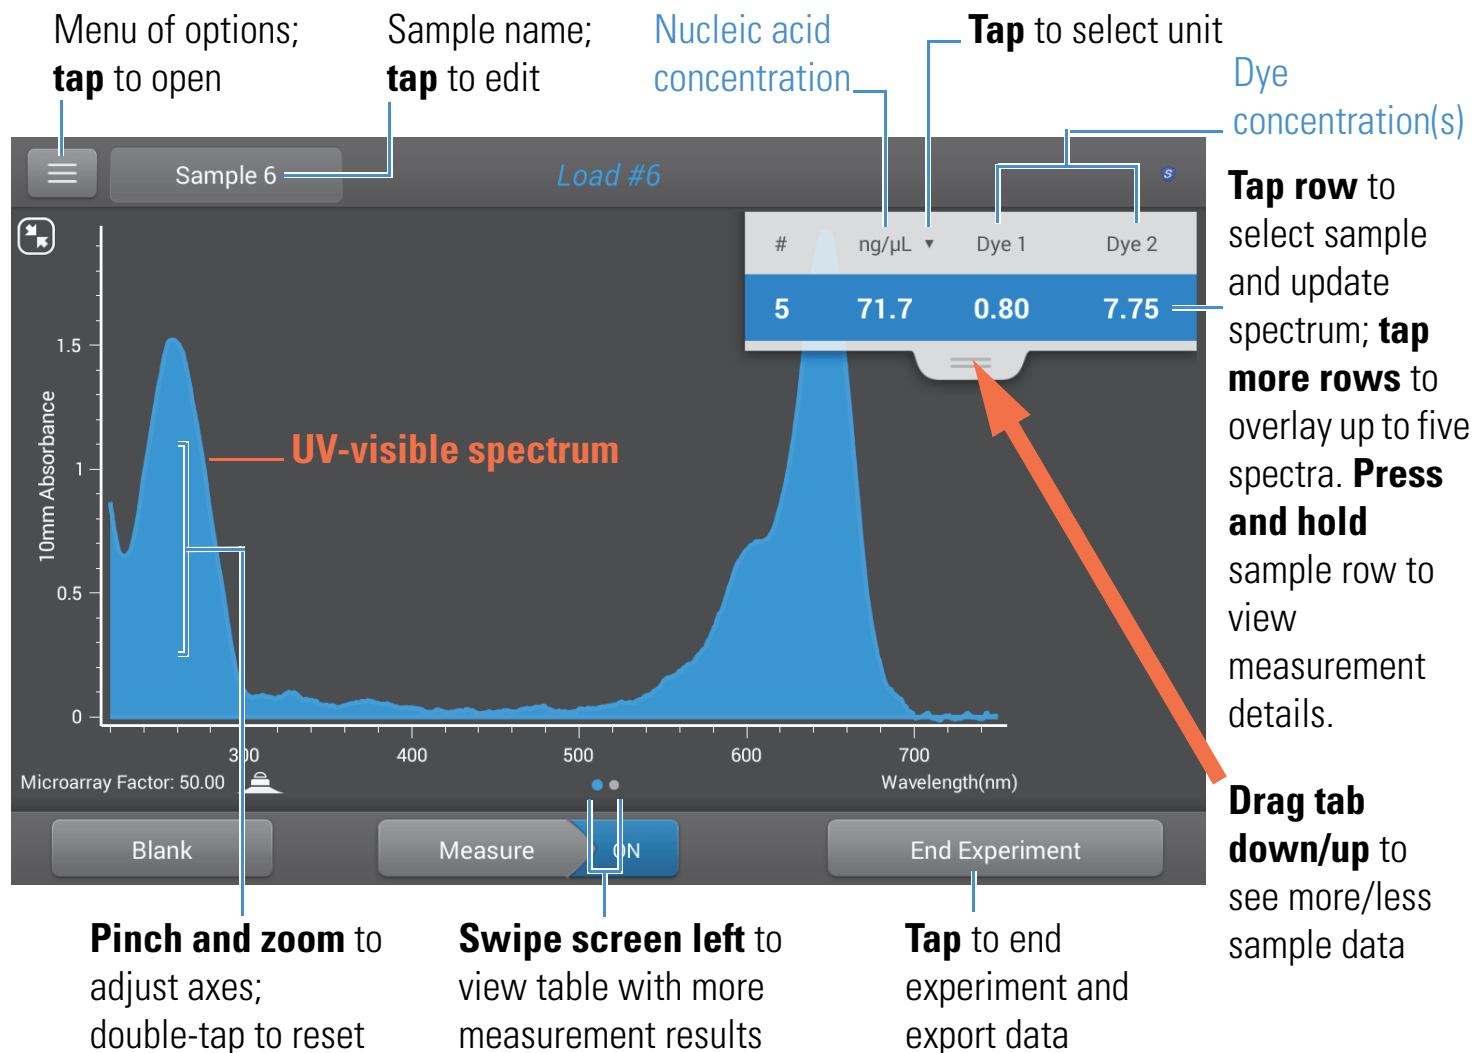 Menu of options;
tap to open
Sample name;
tap to edit
Nucleic acid
concentration
Tap to select unit
Dye
concentration(s)
Sample 6
Load #6
S
# ng/µL ▼ Dye 1 Dye 2
5 71.7 0.80 7.75
Tap row to
select sample
and update
spectrum; tap
more rows to
overlay up to five
spectra. Press
and hold
sample row to
view
measurement
details.
UV-visible spectrum
10mm Absorbance
1.5
1
0.5
0
300 400 500 600 700
Microarray Factor: 50.00
Wavelength(nm)
Drag tab
down/up to
see more/less
sample data
Blank
Measure
ON
End Experiment
Pinch and zoom to
adjust axes;
double-tap to reset
Swipe screen left to
view table with more
measurement results
Tap to end
experiment and
export data